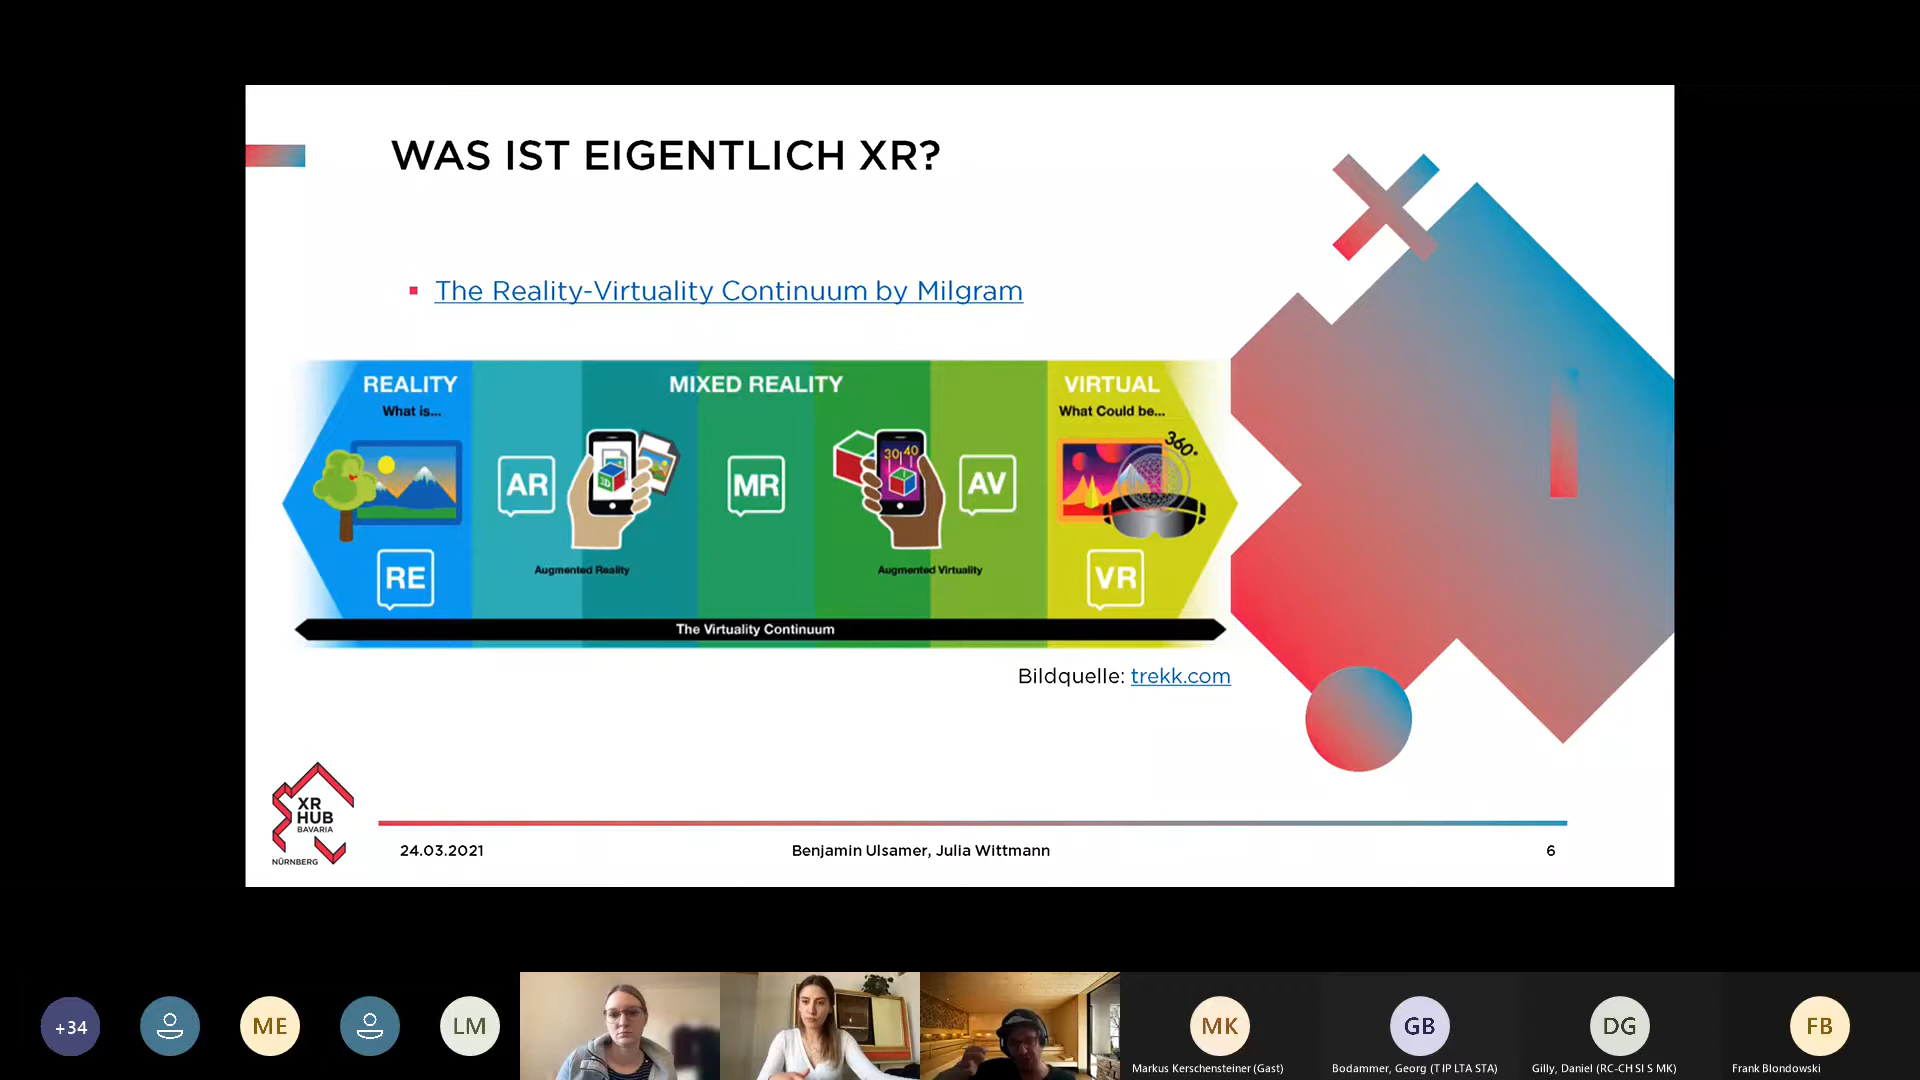 WAS IST EIGENTLICH XR?
The Reality-Virtuality Continuum by Milgram
REALITY
What is...
MIXED REALITY
VIRTUAL
What Could be...
360°
30 40
3D
AR
MR
AV
Augmented Reality
Augmented Virtuality
RE
VR
The Virtuality Continuum
Bildquelle: trekk.com
XR
HUB
BAVARIA
NÜRNBERG
24.03.2021
Benjamin Ulsamer, Julia Wittmann
6
+34
ME
LM
MK
GB
DG
FB
Markus Kerschensteiner (Gast)
Bodammer, Georg (T IP LTA STA)
Gilly, Daniel (RC-CH SI S MK)
Frank Blondowski